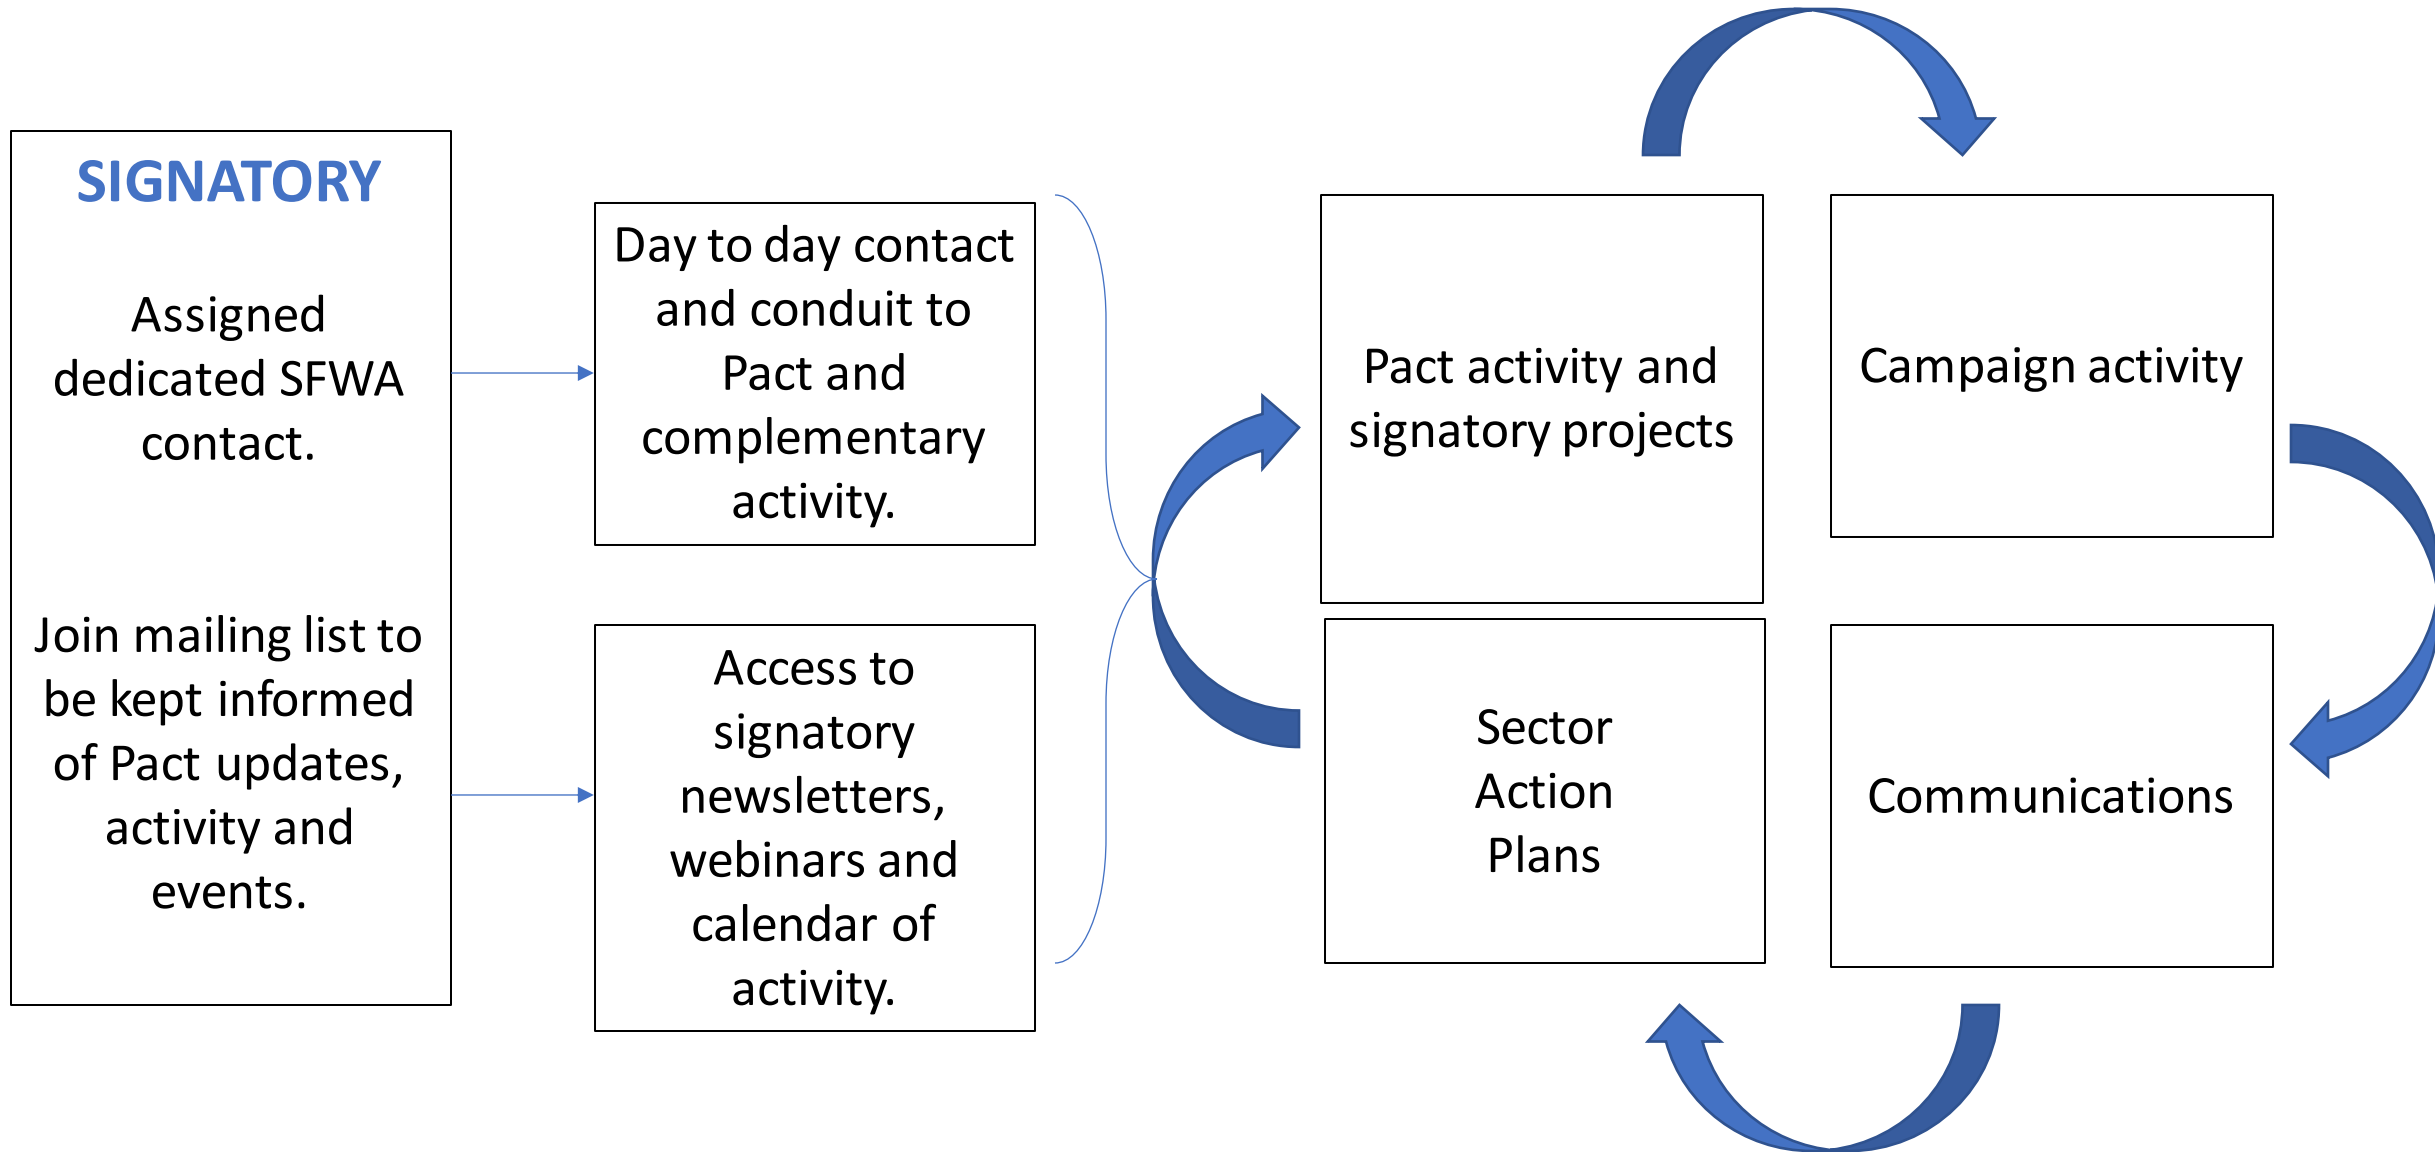 SIGNATORY
Assigned
dedicated SFWA
contact.
Join mailing list to
be kept informed
of Pact updates,
activity and
events.
Day to day contact
and conduit to
Pact and
complementary
activity.
Access to
signatory
newsletters,
webinars and
calendar of
activity.
Pact activity and
signatory projects
Campaign activity
Sector
Action
Plans
Communications